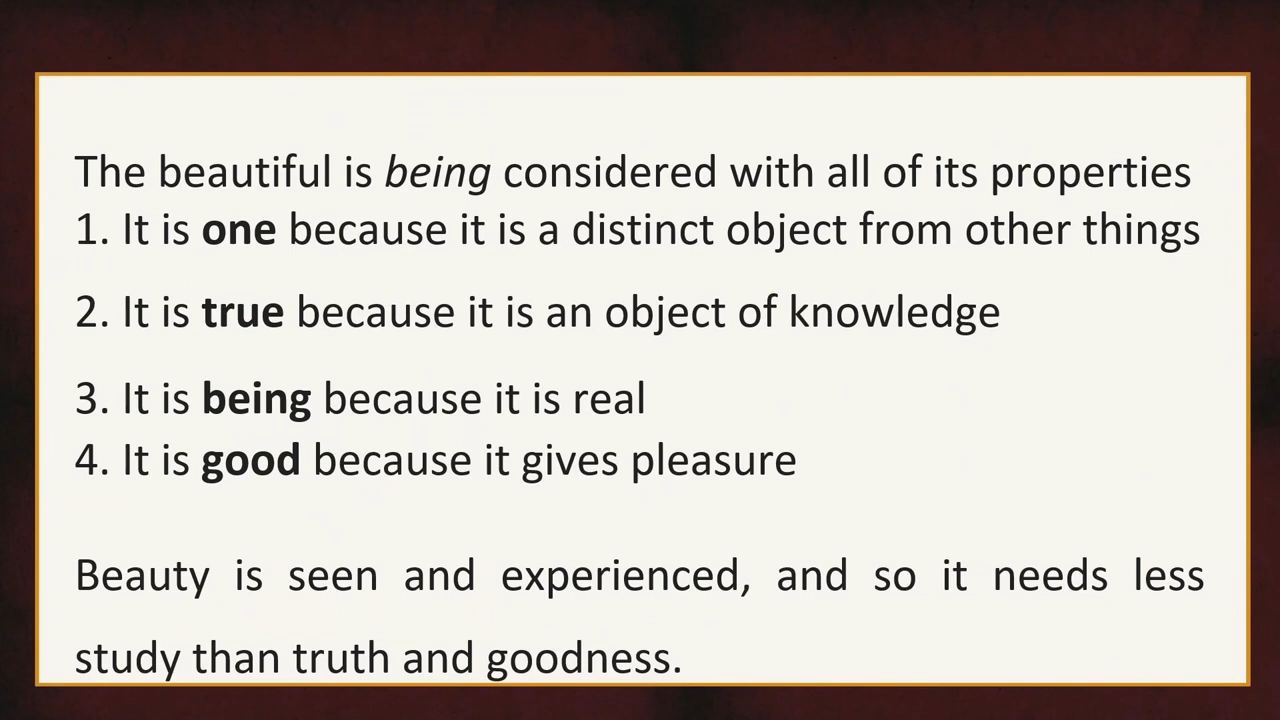 The beautiful is being considered with all of its properties
1. It is one because it is a distinct object from other things
2. It is true because it is an object of knowledge
3. It is being because it is real
4. It is good because it gives pleasure
Beauty is seen and experienced, and so it needs less
study than truth and goodness.